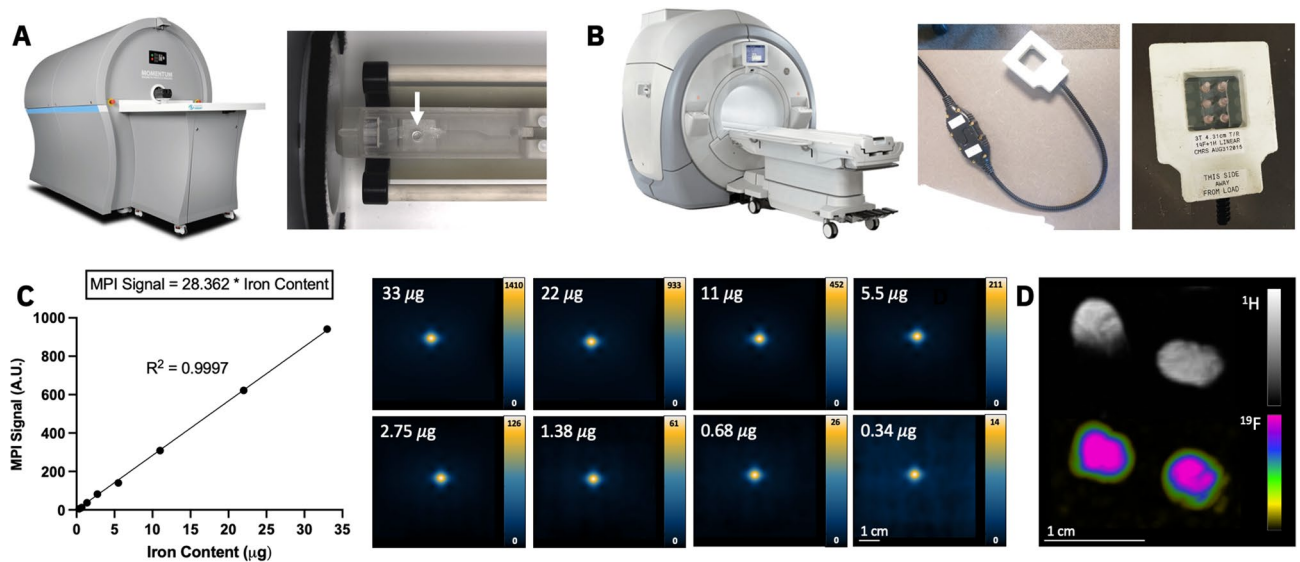 A
MOMENTUM
B
3T 4.31cm T/R
19F+1H LINEAR
CMRS AUG312015
THIS SIDE
AWAY
FROM LOAD
C
MPI Signal = 28.362 * Iron Content
R² = 0.9997
MPI Signal (A.U.)
1000
800
600
400
200
0
0 5 10 15 20 25 30 35
Iron Content (μg)
33 μg
1410
0
22 μg
933
0
11 μg
452
0
5.5 μg
D
211
0
2.75 μg
126
0
1.38 μg
61
0
0.68 μg
26
0
0.34 μg
14
0
1 cm
D
¹H
¹⁹F
1 cm